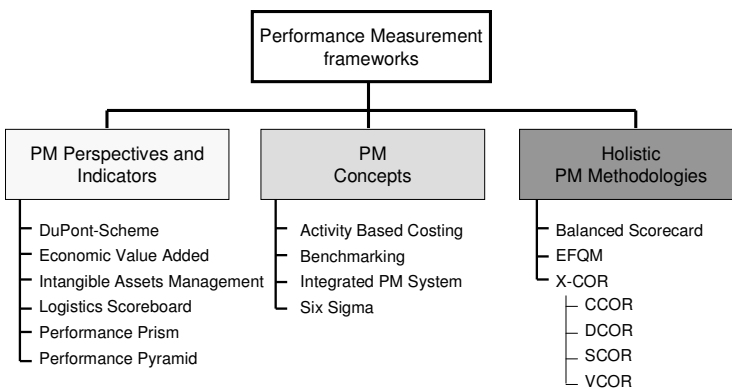 Performance Measurement
frameworks
PM Perspectives and
Indicators
DuPont-Scheme
Economic Value Added
Intangible Assets Management
Logistics Scoreboard
Performance Prism
Performance Pyramid
PM
Concepts
Activity Based Costing
Benchmarking
Integrated PM System
Six Sigma
Holistic
PM Methodologies
Balanced Scorecard
EFQM
X-COR
CCOR
DCOR
SCOR
VCOR